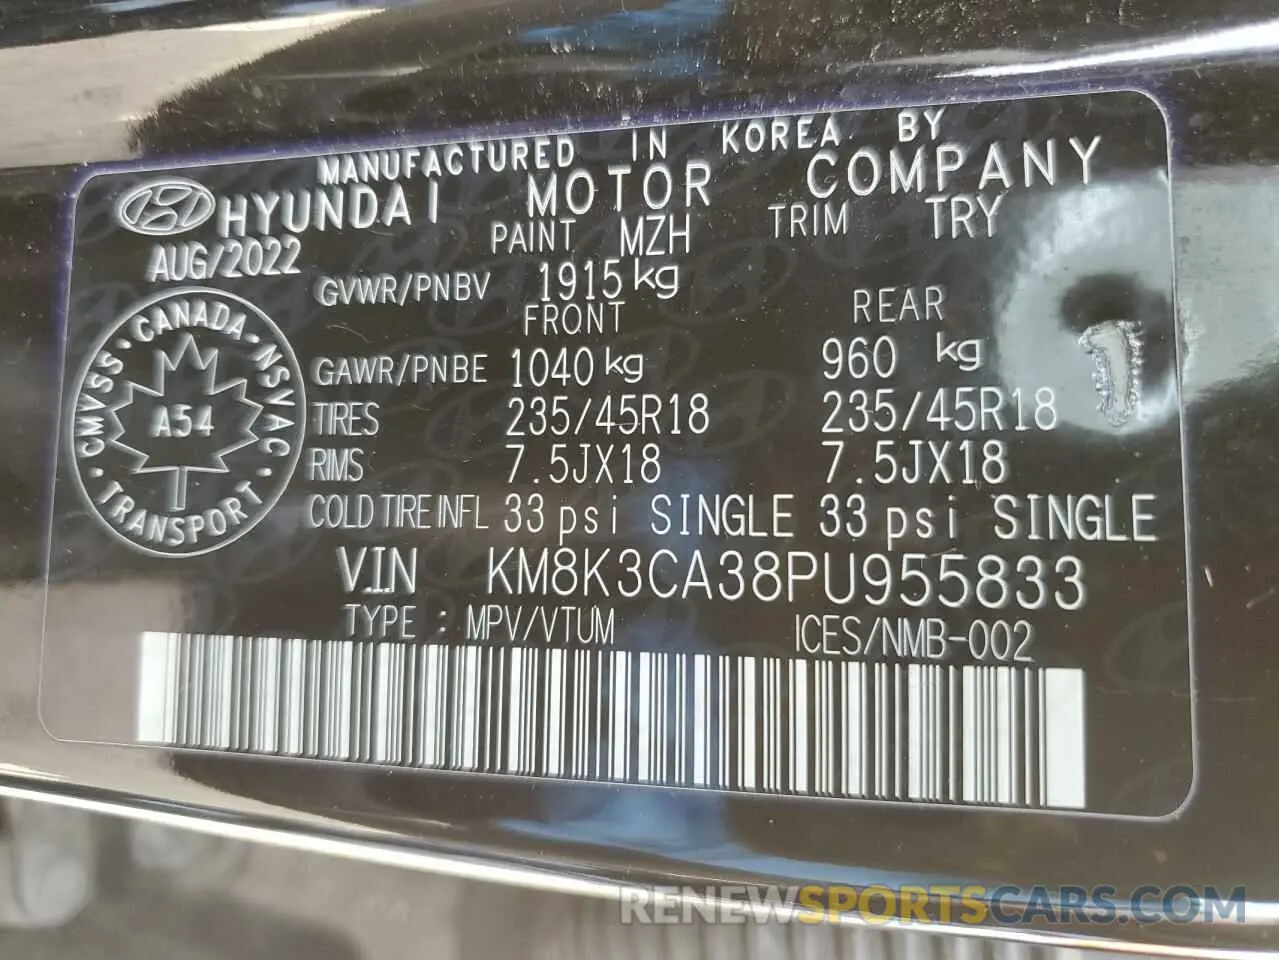 MANUFACTURED IN KOREA BY
HYUNDAI MOTOR COMPANY
AUG/2022 PAINT MZH TRIM TRY
GVWR/PNBV 1915 kg
FRONT REAR
GAWR/PNBE 1040 kg 960 kg
TIRES 235/45R18 235/45R18
RIMS 7.5JX18 7.5JX18
COLD TIRE INFL 33 psi SINGLE 33 psi SINGLE
V.I.N KM8K3CA38PU955833
TYPE : MPV/VTUM ICES/NMB-002
CMVSS · CANADA · NSVAC · TRANSPORT ·
A54
RENEWSPORTSCARS.COM